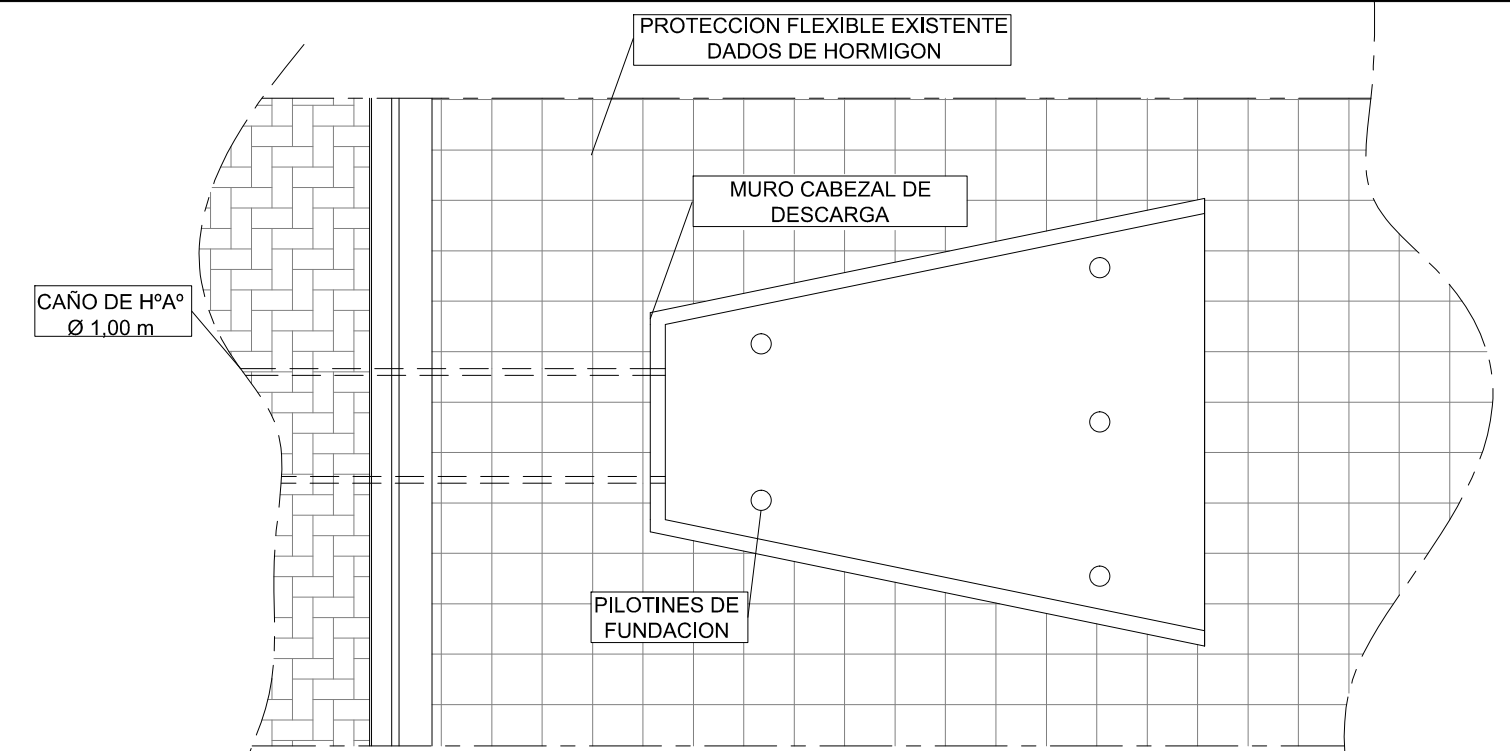 PROTECCION FLEXIBLE EXISTENTE
DADOS DE HORMIGON
MURO CABEZAL DE
DESCARGA
CAÑO DE HºAº
Ø 1,00 m
PILOTINES DE
FUNDACION